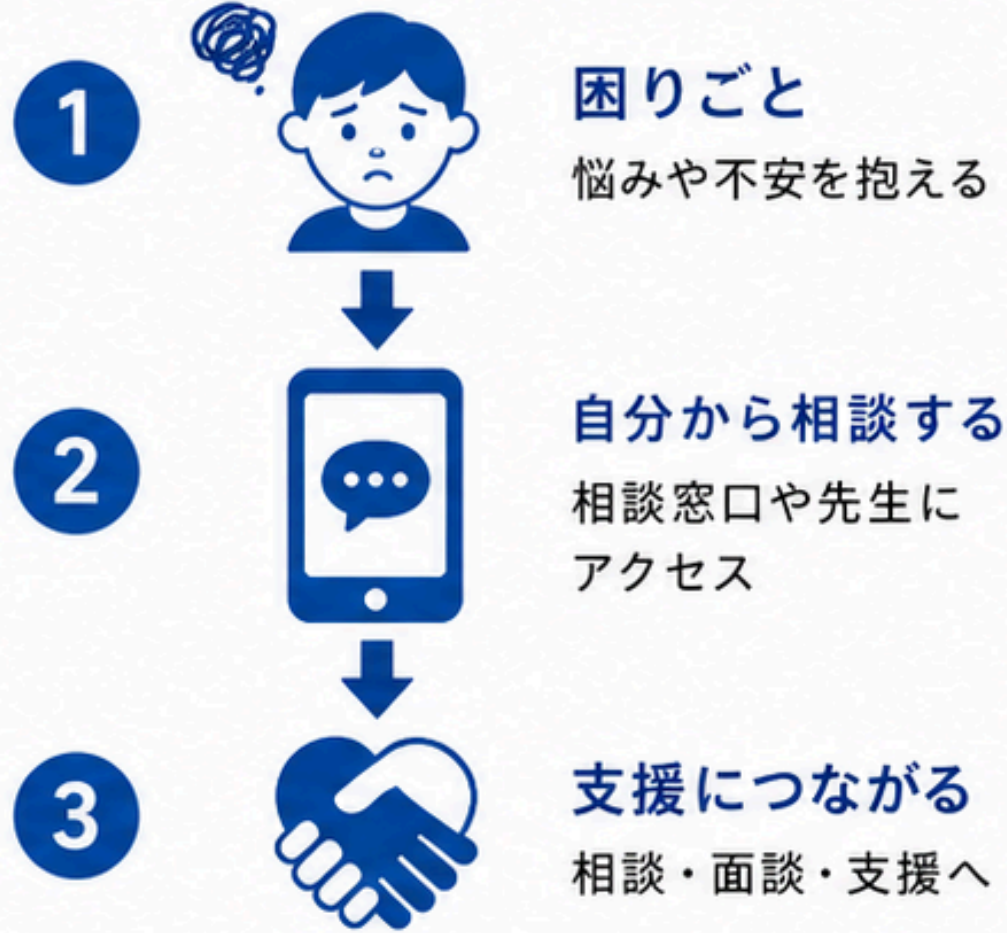 1
困りごと
悩みや不安を抱える
2
自分から相談する
相談窓口や先生に
アクセス
3
支援につながる
相談・面談・支援へ